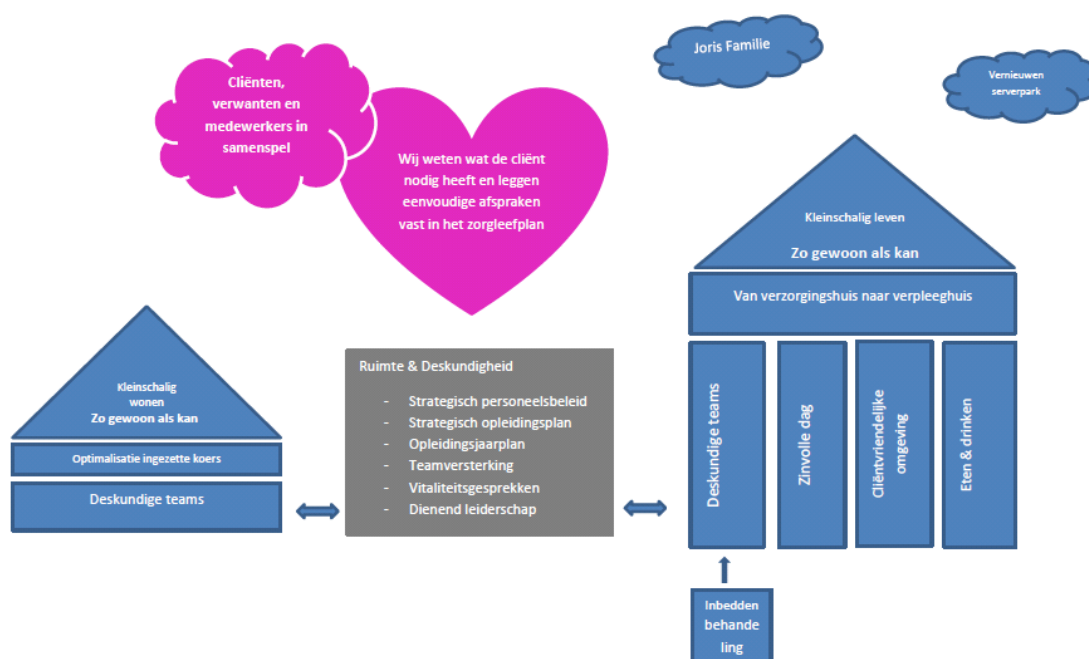 Joris Familie
Vernieuwen
serverpark
Cliënten,
verwanten en
medewerkers in
samenspel
Wij weten wat de cliënt
nodig heeft en leggen
eenvoudige afspraken
vast in het zorgleefplan
Kleinschalig leven
Zo gewoon als kan
Van verzorgingshuis naar verpleeghuis
Kleinschalig
wonen
Zo gewoon als kan
Optimalisatie ingezette koers
Deskundige teams
Ruimte & Deskundigheid
- Strategisch personeelsbeleid
- Strategisch opleidingsplan
- Opleidingsjaarplan
- Teamversterking
- Vitaliteitsgesprekken
- Dienend leiderschap
Deskundige teams
Zinvolle dag
Cliëntvriendelijke
omgeving
Eten & drinken
Inbedden
behande
ling